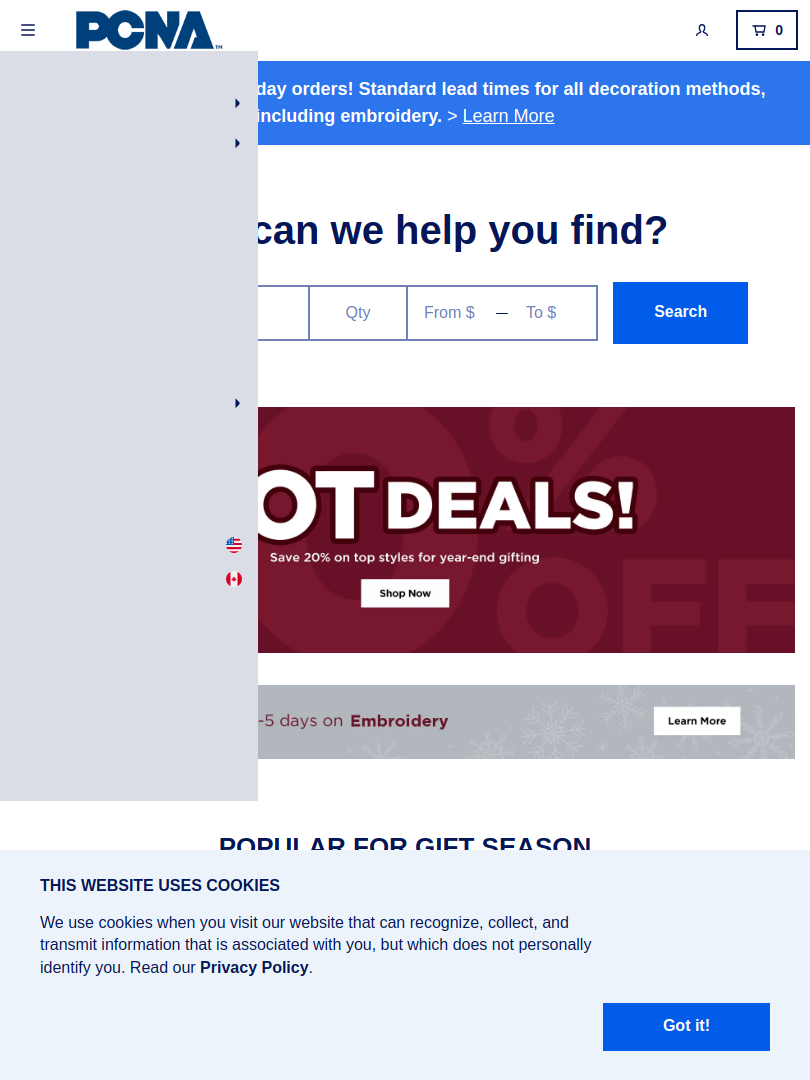 PCNA™
0
day orders! Standard lead times for all decoration methods,
including embroidery. > Learn More
can we help you find?
Qty
From $ — To $
Search
OT DEALS!
Save 20% on top styles for year-end gifting
Shop Now
-5 days on Embroidery
Learn More
POPULAR FOR GIFT SEASON
THIS WEBSITE USES COOKIES
We use cookies when you visit our website that can recognize, collect, and
transmit information that is associated with you, but which does not personally
identify you. Read our Privacy Policy.
Got it!